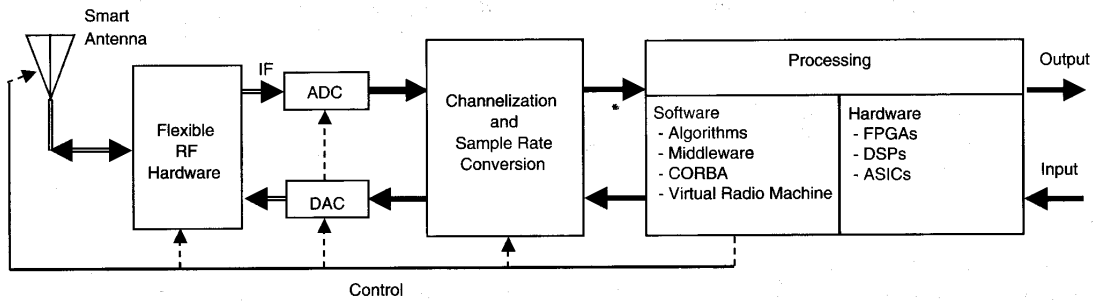 Smart
Antenna
Flexible
RF
Hardware
IF
ADC
DAC
Channelization
and
Sample Rate
Conversion
Processing
Software
- Algorithms
- Middleware
- CORBA
- Virtual Radio Machine
Hardware
- FPGAs
- DSPs
- ASICs
Output
Input
Control